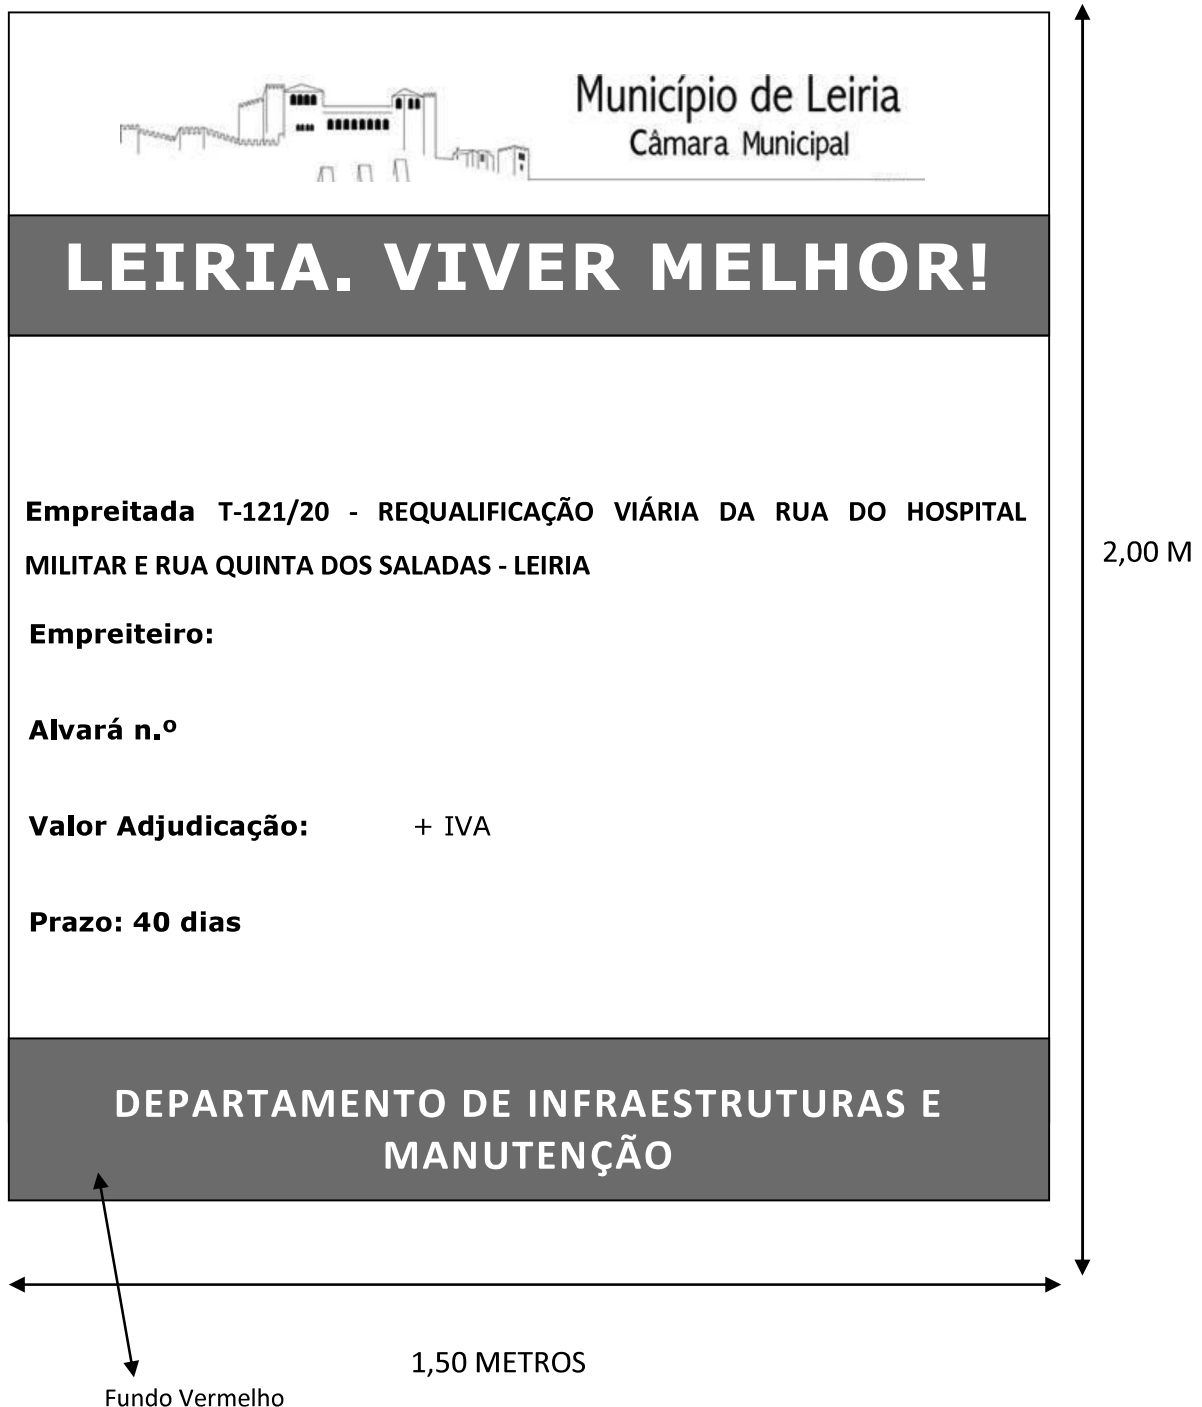 Município de Leiria
Câmara Municipal
LEIRIA. VIVER MELHOR!
Empreitada T-121/20 - REQUALIFICAÇÃO VIÁRIA DA RUA DO HOSPITAL
MILITAR E RUA QUINTA DOS SALADAS - LEIRIA
2,00 M
Empreiteiro:
Alvará n.º
Valor Adjudicação: + IVA
Prazo: 40 dias
DEPARTAMENTO DE INFRAESTRUTURAS E
MANUTENÇÃO
1,50 METROS
Fundo Vermelho